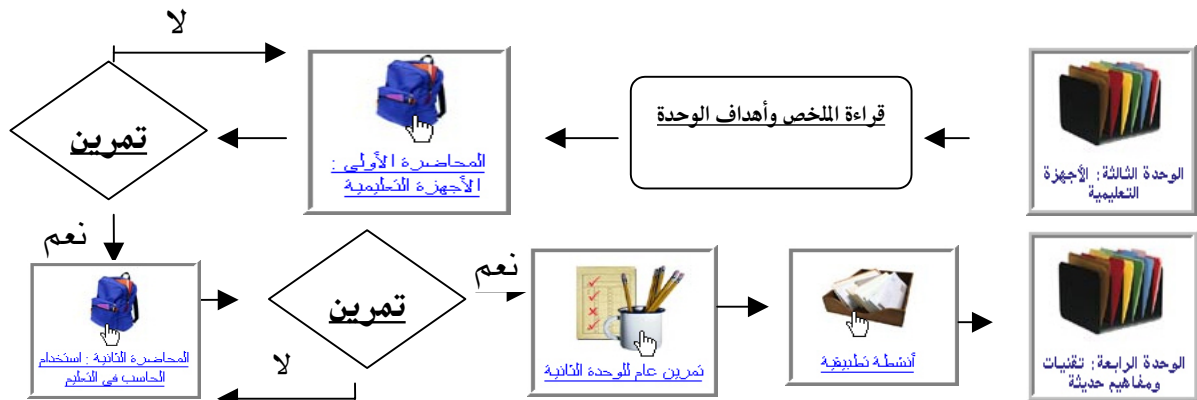 لا
الوحدة الثالثة: الأجهزة
التعليمية
قراءة الملخص وأهداف الوحدة
المحاضرة الأولى :
الأجهزة التعليمية
تمرين
نعم
المحاضرة الثانية : استخدام
الحاسب في التعليم
تمرين
لا
نعم
تمرين عام للوحدة الثانية
أنشطة تطبيقية
الوحدة الرابعة: تقنيات
ومفاهيم حديثة